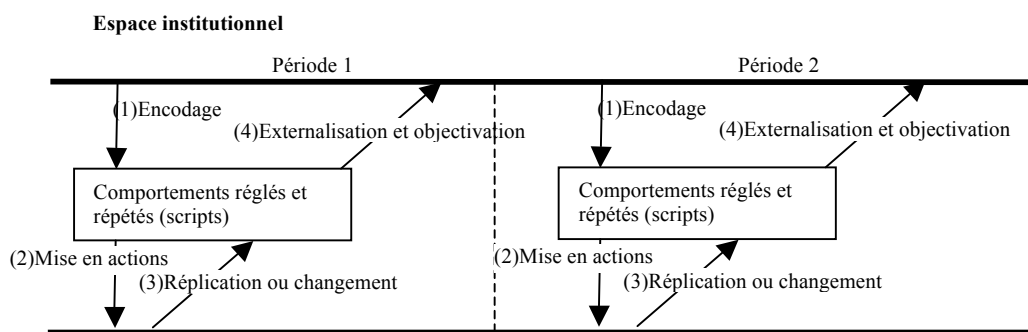 Espace institutionnel
Période 1
Période 2
(1)Encodage
(4)Externalisation et objectivation
Comportements réglés et
répétés (scripts)
(2)Mise en actions
(3)Réplication ou changement
(1)Encodage
(4)Externalisation et objectivation
Comportements réglés et
répétés (scripts)
(2)Mise en actions
(3)Réplication ou changement